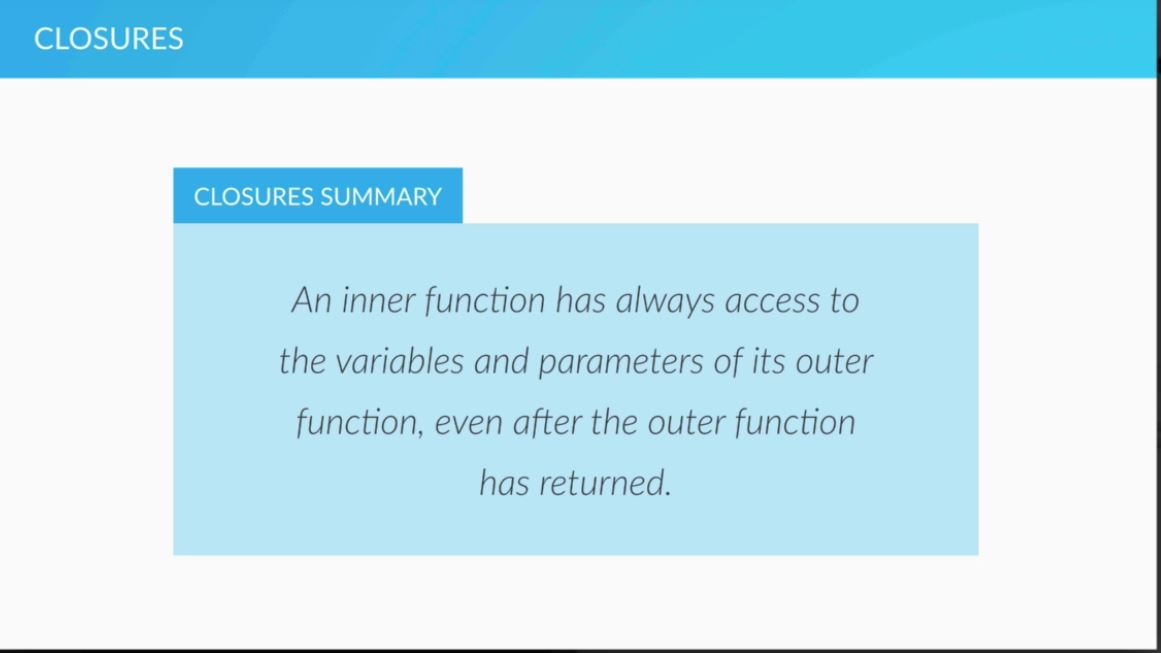 CLOSURES
CLOSURES SUMMARY
An inner function has always access to
the variables and parameters of its outer
function, even after the outer function
has returned.